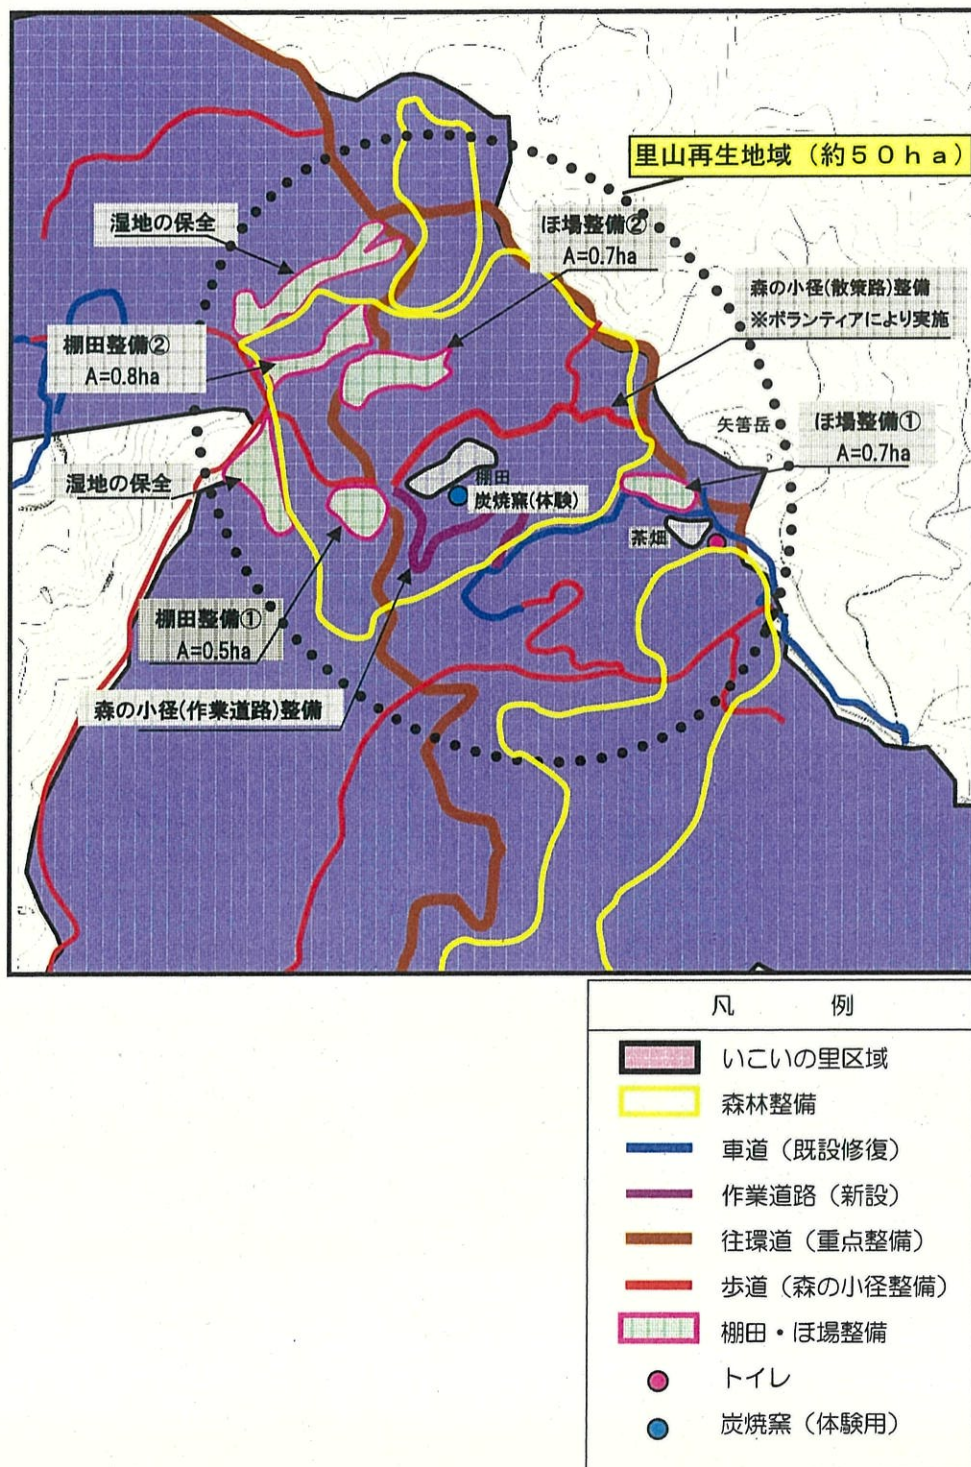 里山再生地域（約５０ｈａ）
湿地の保全
ほ場整備②
A=0.7ha
森の小径(散策路)整備
※ボランティアにより実施
棚田整備②
A=0.8ha
矢筈岳
ほ場整備①
A=0.7ha
湿地の保全
棚田
炭焼窯(体験)
茶畑
棚田整備①
A=0.5ha
森の小径(作業道路)整備
凡　例
いこいの里区域
森林整備
車道（既設修復）
作業道路（新設）
往環道（重点整備）
歩道（森の小径整備）
棚田・ほ場整備
トイレ
炭焼窯（体験用）